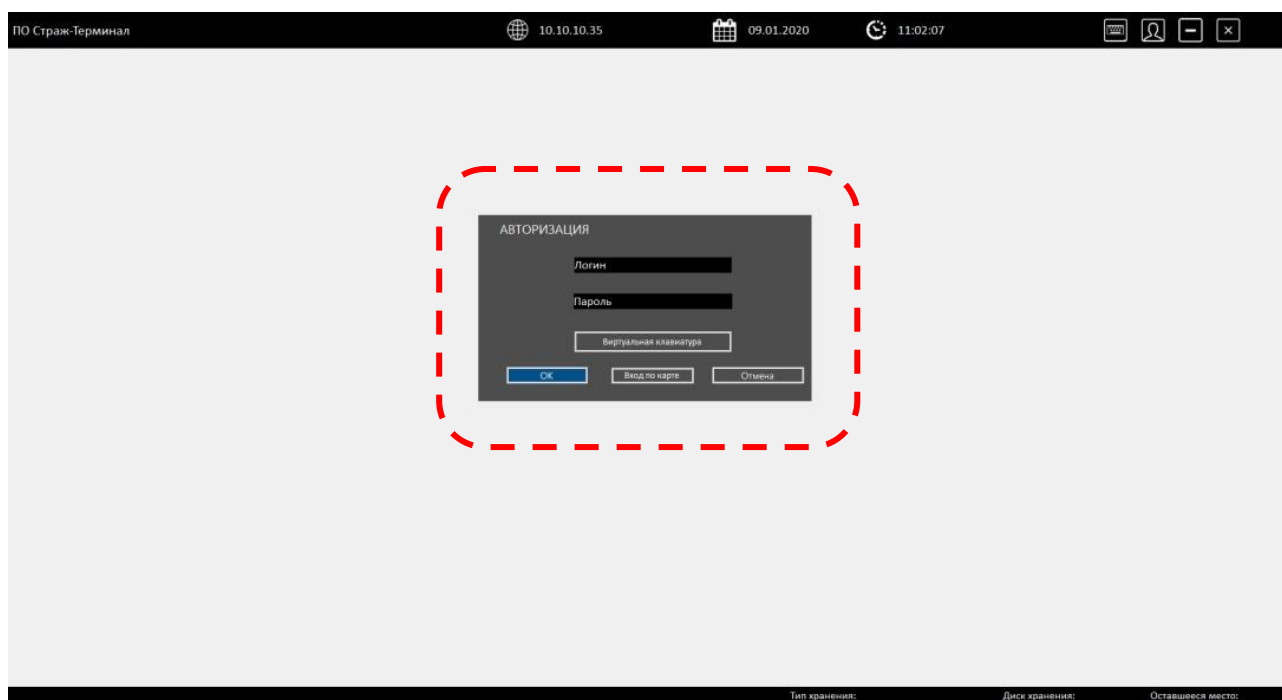 ПО Страж-Терминал 10.10.10.35 09.01.2020 11:02:07
АВТОРИЗАЦИЯ
Логин
Пароль
Виртуальная клавиатура
ОК Вход по карте Отмена
Тип хранения: Диск хранения: Оставшееся место: